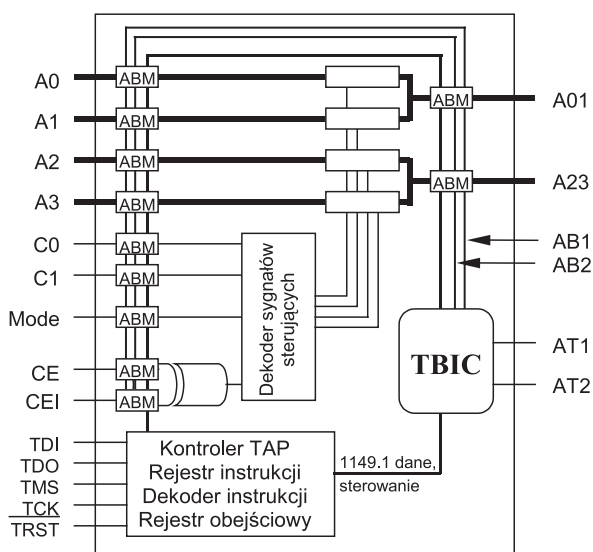 A0
ABM
A1
ABM
ABM
A01
A2
ABM
A3
ABM
ABM
A23
C0
ABM
C1
ABM
Mode
ABM
Dekoder sygnałów
sterujących
AB1
AB2
CE
ABM
CEI
ABM
TBIC
AT1
AT2
TDI
TDO
TMS
TCK
TRST
Kontroler TAP
Rejestr instrukcji
Dekoder instrukcji
Rejestr obejściowy
1149.1 dane,
sterowanie